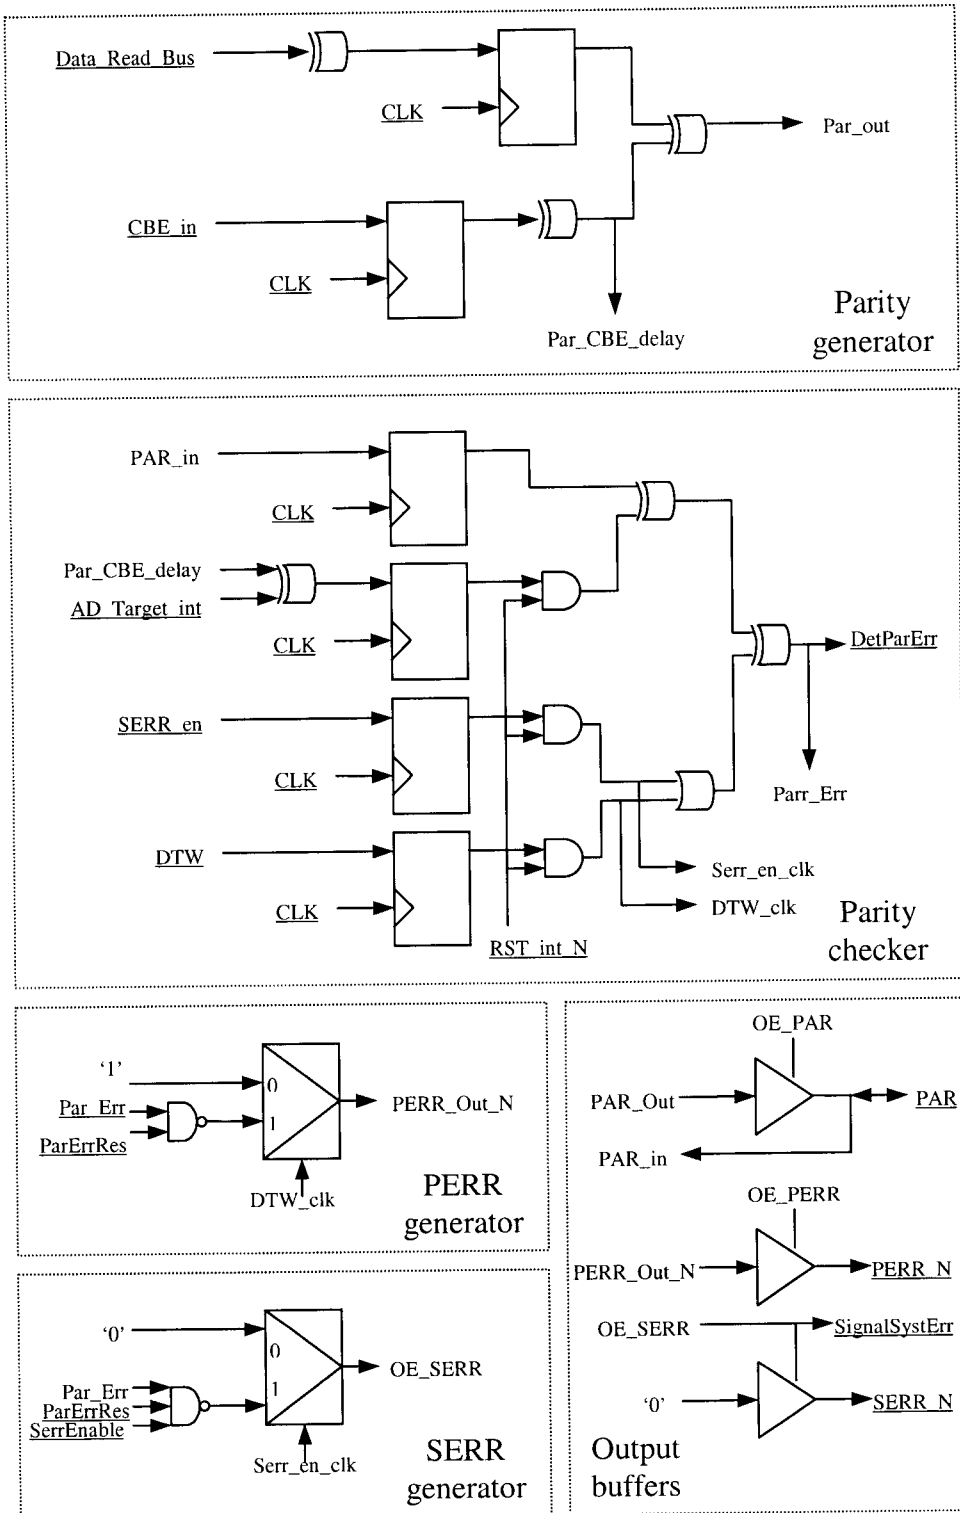 Data_Read_Bus
CLK
Par_out
CBE_in
CLK
Par_CBE_delay
Parity
generator
PAR_in
CLK
Par_CBE_delay
AD_Target_int
CLK
DetParErr
SERR_en
CLK
Parr_Err
DTW
CLK
Serr_en_clk
DTW_clk
RST_int_N
Parity
checker
'1'
0
Par_Err
ParErrRes
1
PERR_Out_N
DTW_clk
PERR
generator
'0'
0
Par_Err
ParErrRes
SerrEnable
1
OE_SERR
Serr_en_clk
SERR
generator
OE_PAR
PAR_Out
PAR
PAR_in
OE_PERR
PERR_Out_N
PERR_N
OE_SERR
SignalSystErr
'0'
SERR_N
Output
buffers